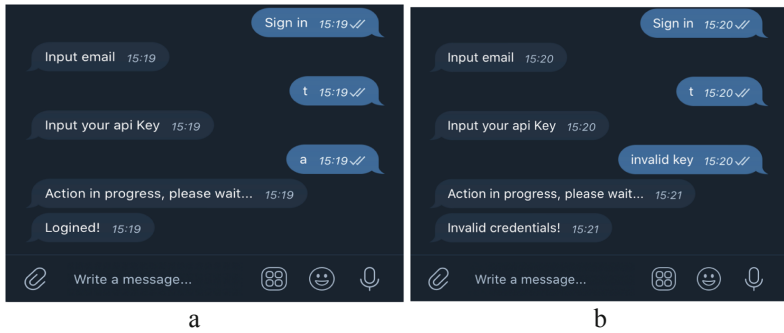 Sign in 15:19
Input email 15:19
t 15:19
Input your api Key 15:19
a 15:19
Action in progress, please wait... 15:19
Logined! 15:19
Write a message...
a
Sign in 15:20
Input email 15:20
t 15:20
Input your api Key 15:20
invalid key 15:20
Action in progress, please wait... 15:21
Invalid credentials! 15:21
Write a message...
b